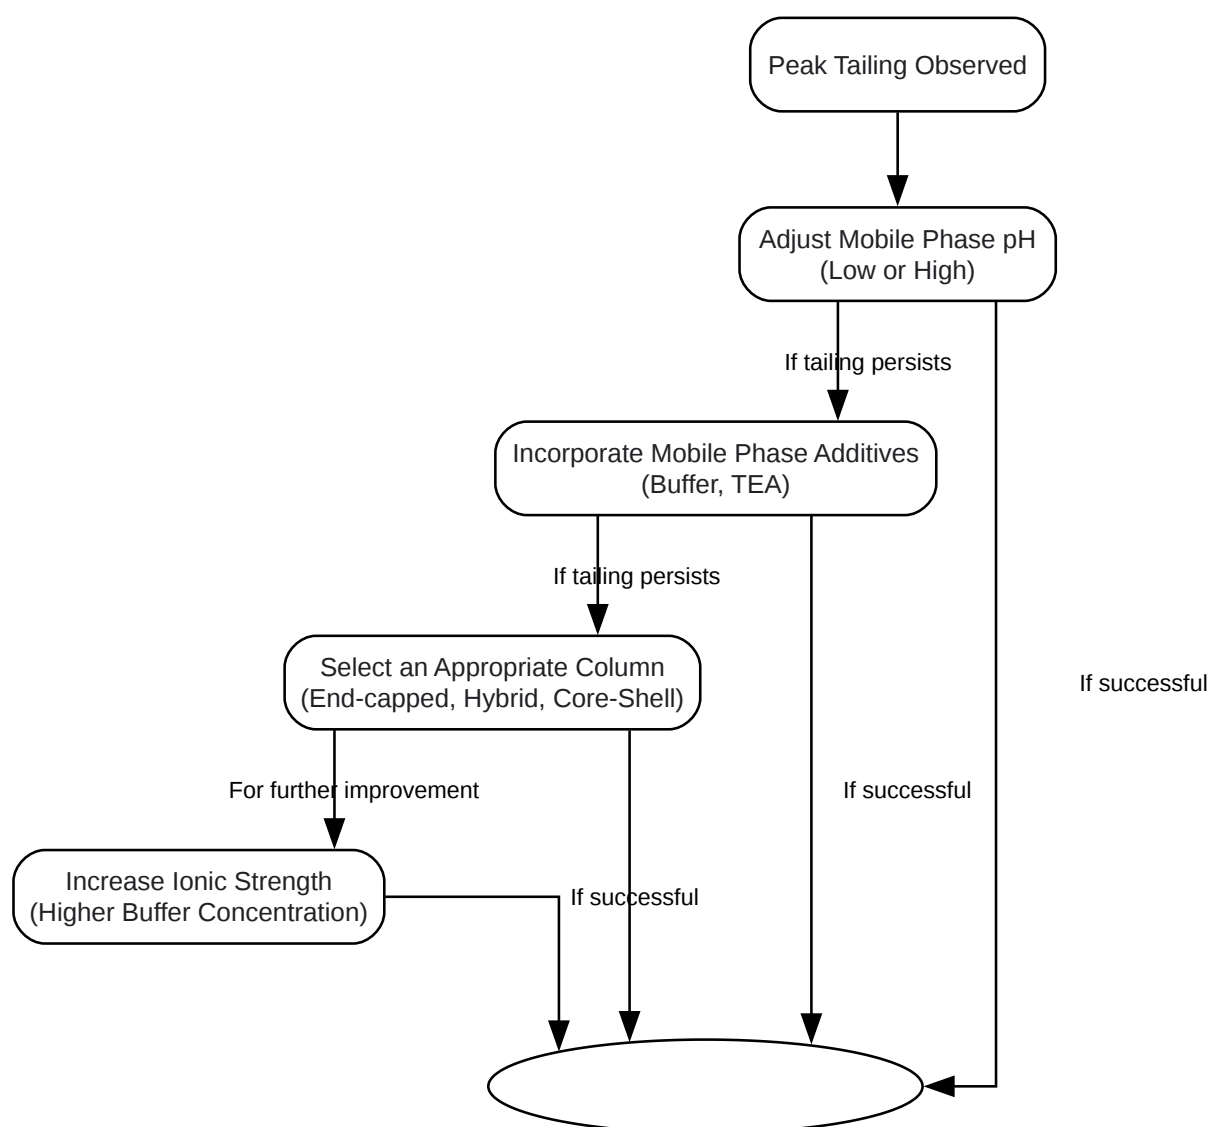 Peak Tailing Observed
Adjust Mobile Phase pH
(Low or High)
If tailing persists
Incorporate Mobile Phase Additives
(Buffer, TEA)
If tailing persists
Select an Appropriate Column
(End-capped, Hybrid, Core-Shell)
If successful
For further improvement
If successful
Increase Ionic Strength
(Higher Buffer Concentration)
If successful